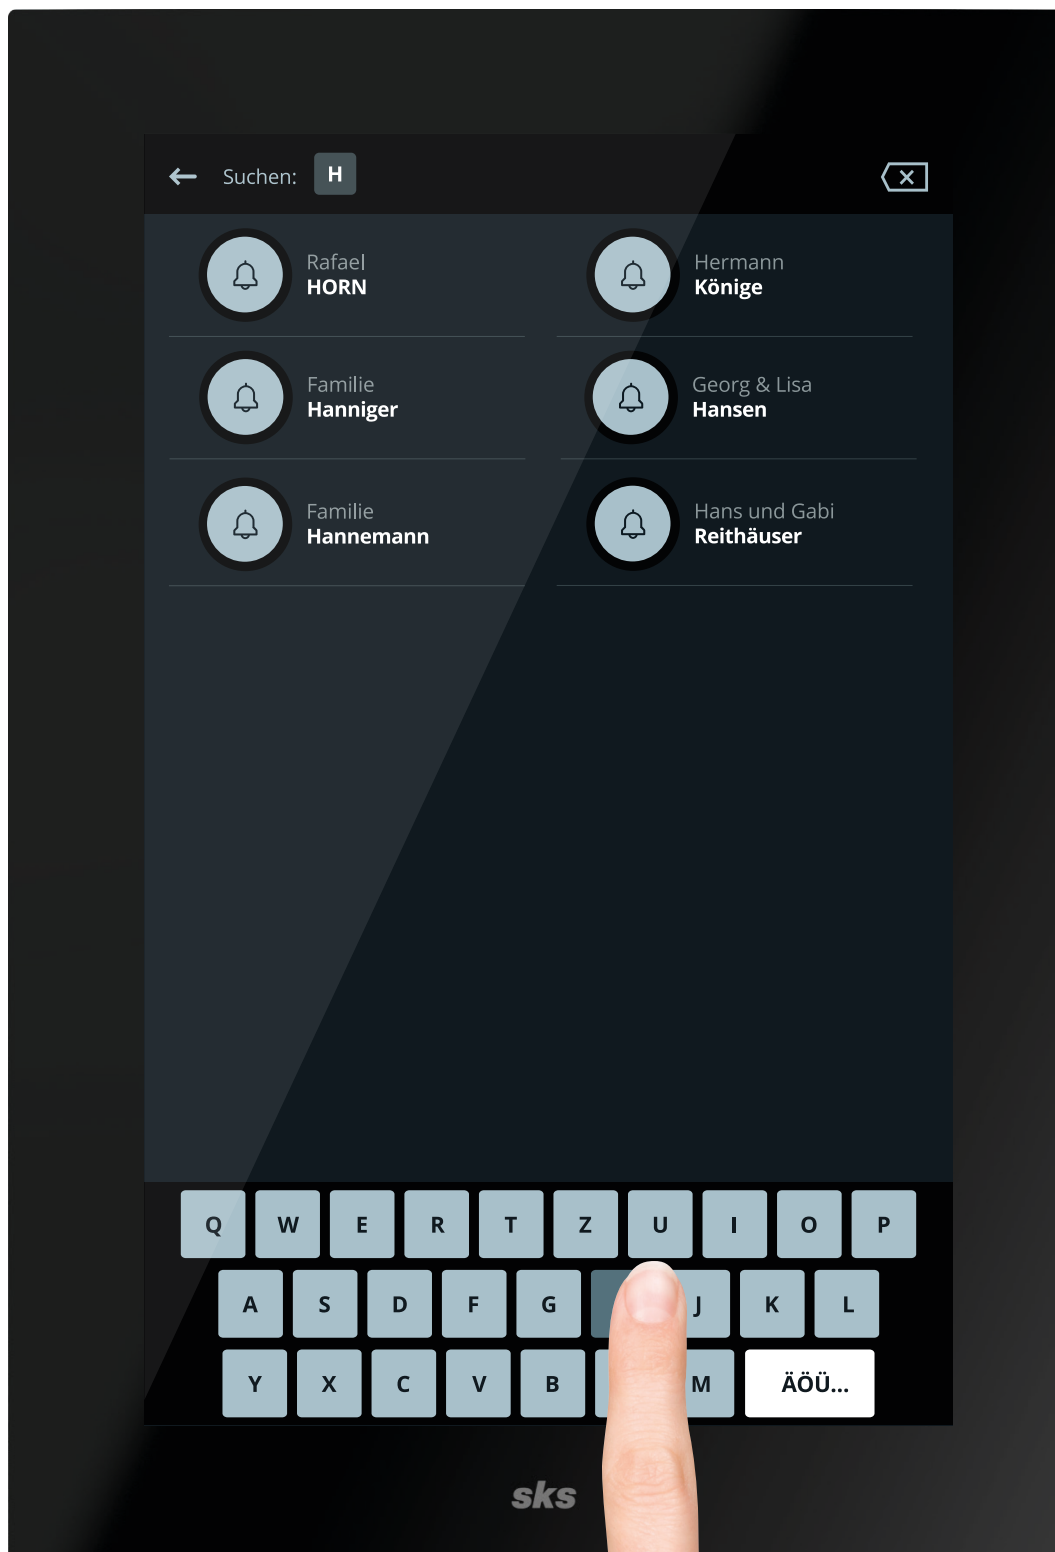 Suchen: H
Rafael
HORN
Hermann
Könige
Familie
Hanniger
Georg & Lisa
Hansen
Familie
Hannemann
Hans und Gabi
Reithäuser
Q W E R T Z U I O P
A S D F G J K L
Y X C V B M ÄÖÜ...
sks